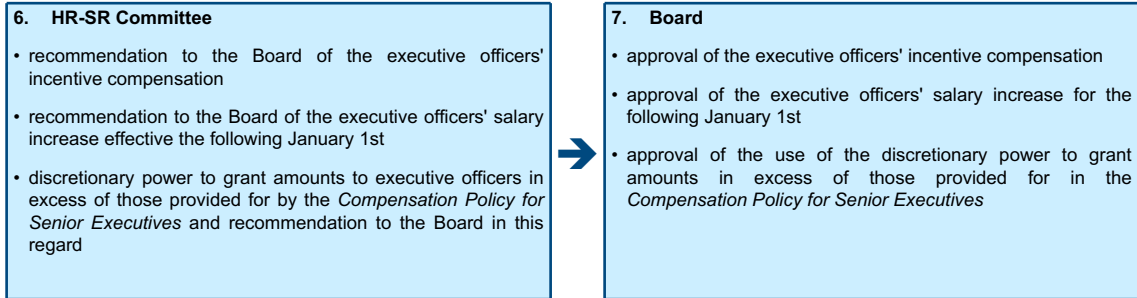 6. HR-SR Committee
• recommendation to the Board of the executive officers'
incentive compensation
• recommendation to the Board of the executive officers' salary
increase effective the following January 1st
• discretionary power to grant amounts to executive officers in
excess of those provided for by the Compensation Policy for
Senior Executives and recommendation to the Board in this
regard
7. Board
• approval of the executive officers' incentive compensation
• approval of the executive officers' salary increase for the
following January 1st
• approval of the use of the discretionary power to grant
amounts in excess of those provided for in the
Compensation Policy for Senior Executives